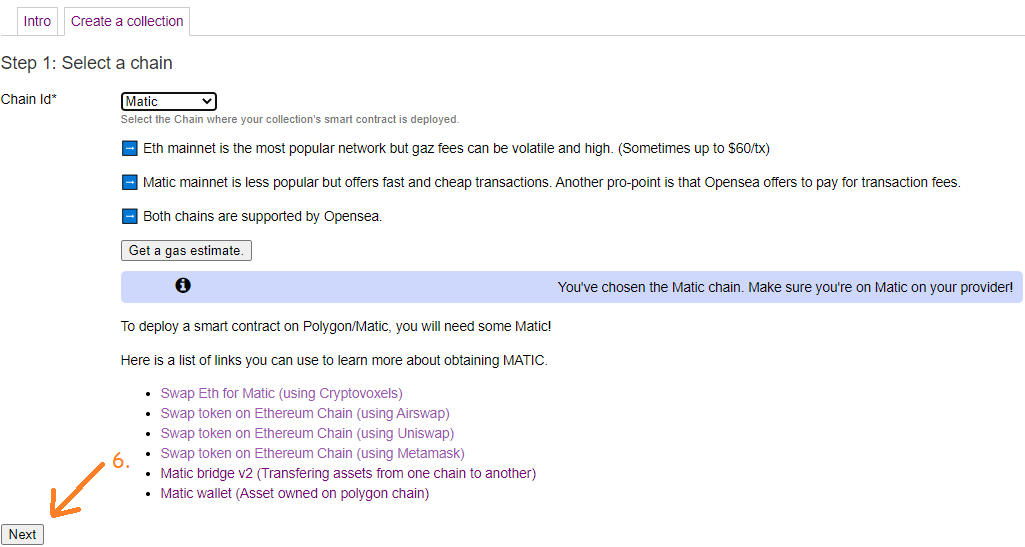 Intro
Create a collection
Step 1: Select a chain
Chain Id*
Matic
Select the Chain where your collection's smart contract is deployed.
Eth mainnet is the most popular network but gaz fees can be volatile and high. (Sometimes up to $60/tx)
Matic mainnet is less popular but offers fast and cheap transactions. Another pro-point is that Opensea offers to pay for transaction fees.
Both chains are supported by Opensea.
Get a gas estimate.
You've chosen the Matic chain. Make sure you're on Matic on your provider!
To deploy a smart contract on Polygon/Matic, you will need some Matic!
Here is a list of links you can use to learn more about obtaining MATIC.
Swap Eth for Matic (using Cryptovoxels)
Swap token on Ethereum Chain (using Airswap)
Swap token on Ethereum Chain (using Uniswap)
Swap token on Ethereum Chain (using Metamask)
Matic bridge v2 (Transfering assets from one chain to another)
Matic wallet (Asset owned on polygon chain)
6.
Next